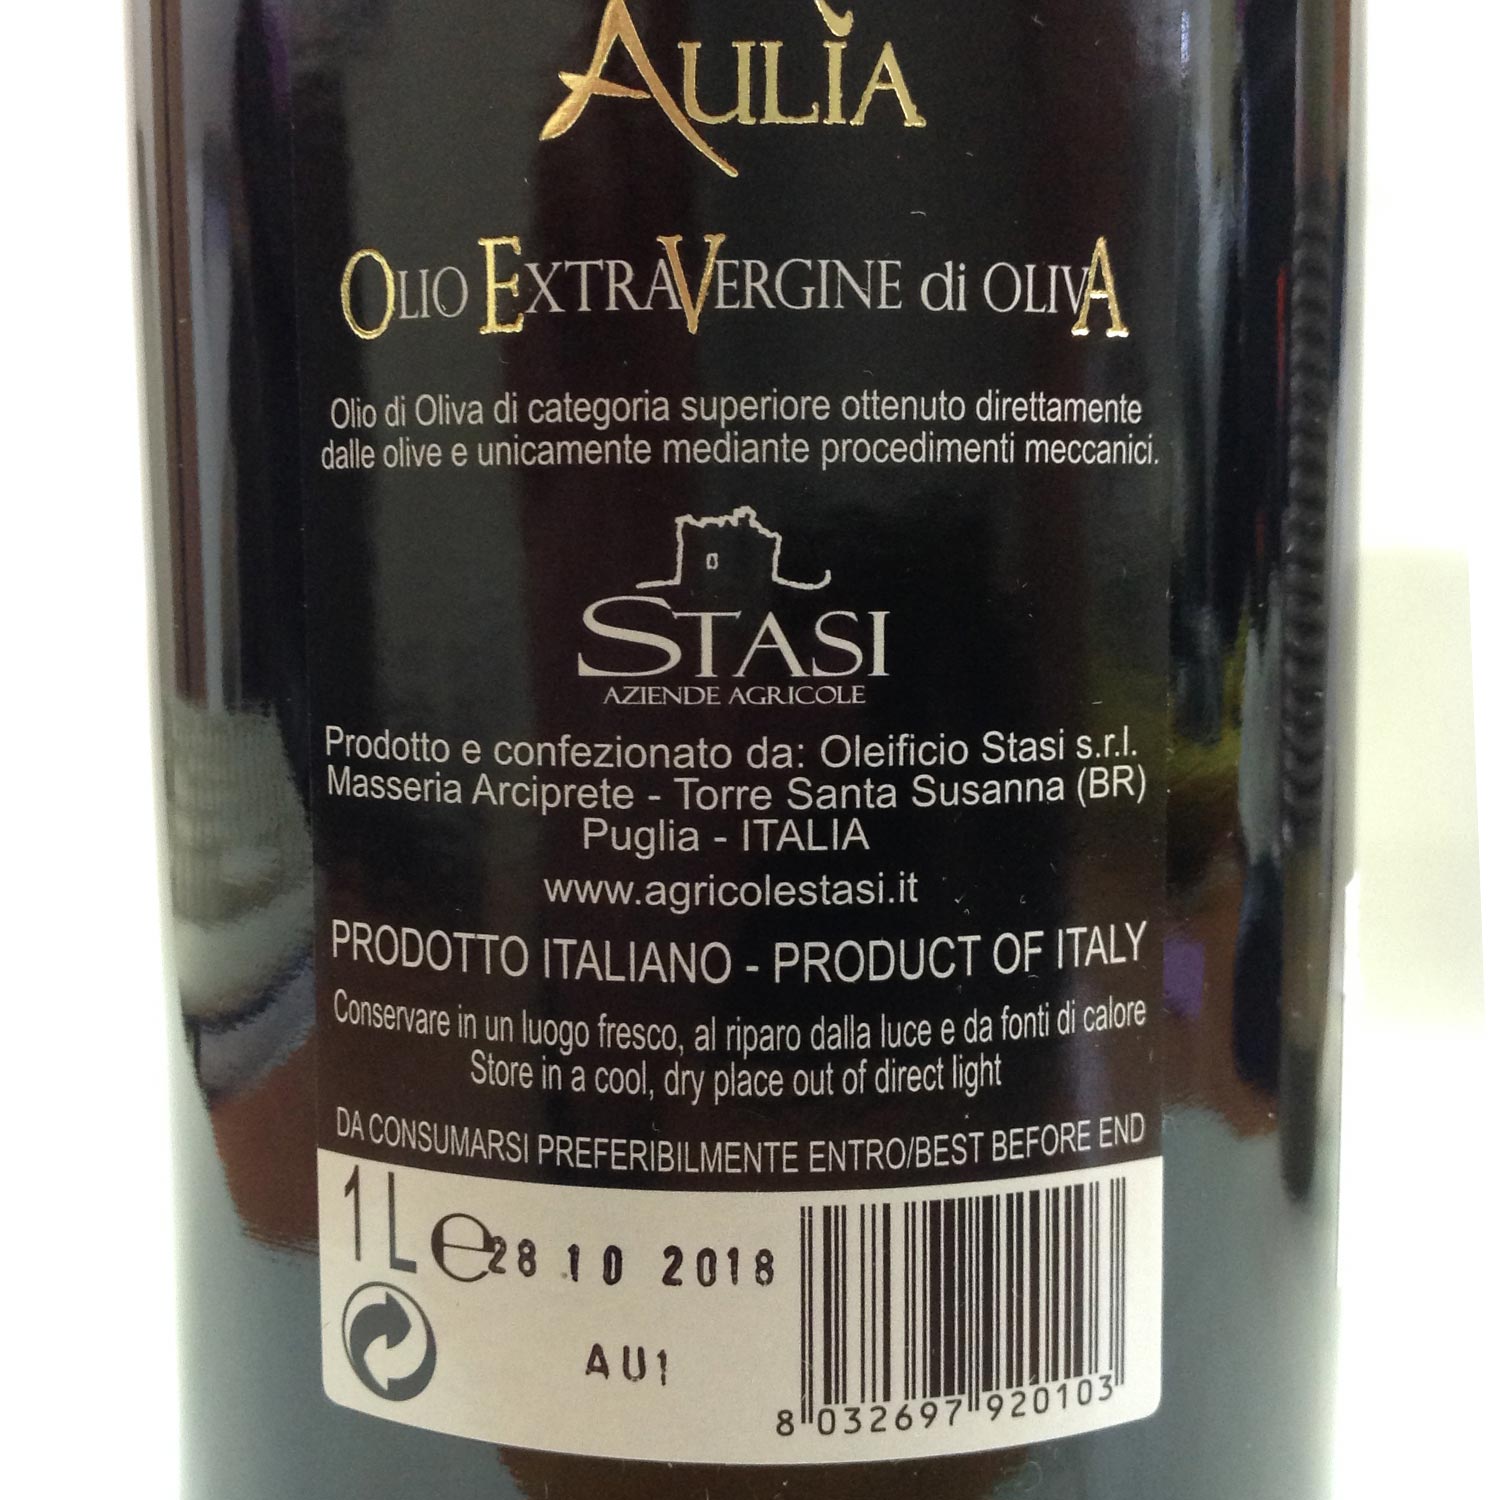 AULÌA
OLIO EXTRAVERGINE di OLIVA
Olio di Oliva di categoria superiore ottenuto direttamente
dalle olive e unicamente mediante procedimenti meccanici.
STASI
AZIENDE AGRICOLE
Prodotto e confezionato da: Oleificio Stasi s.r.l.
Masseria Arciprete - Torre Santa Susanna (BR)
Puglia - ITALIA
www.agricolestasi.it
PRODOTTO ITALIANO - PRODUCT OF ITALY
Conservare in un luogo fresco, al riparo dalla luce e da fonti di calore
Store in a cool, dry place out of direct light
DA CONSUMARSI PREFERIBILMENTE ENTRO/BEST BEFORE END
1L ℮ 28 10 2018
AU1
8 032697 920103